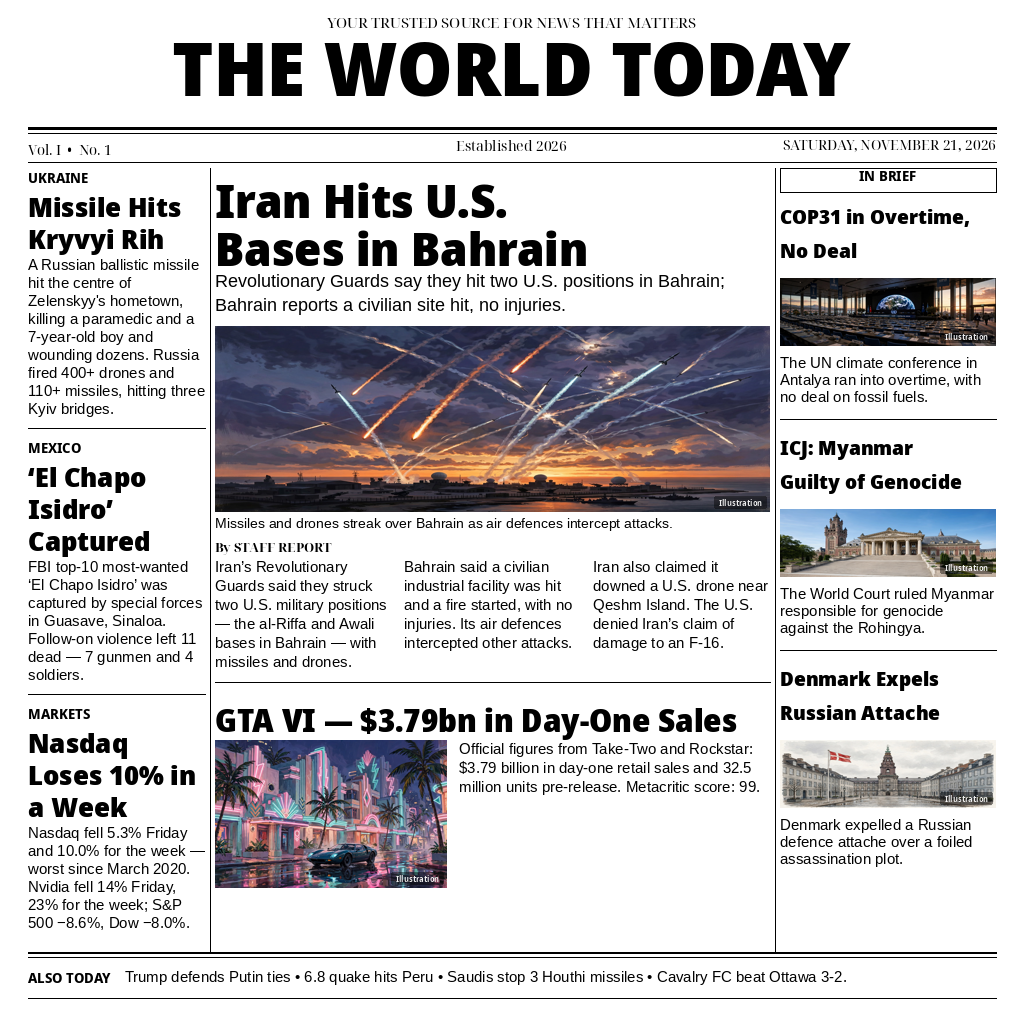 YOUR TRUSTED SOURCE FOR NEWS THAT MATTERS
THE WORLD TODAY
Vol. I • No. 1
Established 2026
SATURDAY, NOVEMBER 21, 2026
UKRAINE
Missile Hits
Kryvyi Rih
A Russian ballistic missile
hit the centre of
Zelensky's hometown,
killing a paramedic and a
7-year-old boy and
wounding dozens. Russia
fired 400+ drones and
110+ missiles, hitting three
Kyiv bridges.
MEXICO
‘El Chapo
Isidro’
Captured
FBI top-10 most-wanted
‘El Chapo Isidro’ was
captured by special forces
in Guasave, Sinaloa.
Follow-on violence left 11
dead — 7 gunmen and 4
soldiers.
MARKETS
Nasdaq
Loses 10% in
a Week
Nasdaq fell 5.3% Friday
and 10.0% for the week —
worst since March 2020.
Nvidia fell 14% Friday,
23% for the week; S&P
500 −8.6%, Dow −8.0%.
Iran Hits U.S.
Bases in Bahrain
Revolutionary Guards say they hit two U.S. positions in Bahrain;
Bahrain reports a civilian site hit, no injuries.
Illustration
Missiles and drones streak over Bahrain as air defences intercept attacks.
By STAFF REPORT
Iran’s Revolutionary
Guards said they struck
two U.S. military positions
— the al-Riffa and Awali
bases in Bahrain — with
missiles and drones.
Bahrain said a civilian
industrial facility was hit
and a fire started, with no
injuries. Its air defences
intercepted other attacks.
Iran also claimed it
downed a U.S. drone near
Qeshm Island. The U.S.
denied Iran’s claim of
damage to an F-16.
GTA VI — $3.79bn in Day-One Sales
Illustration
Official figures from Take-Two and Rockstar:
$3.79 billion in day-one retail sales and 32.5
million units pre-release. Metacritic score: 99.
IN BRIEF
COP31 in Overtime,
No Deal
Illustration
The UN climate conference in
Antalya ran into overtime, with
no deal on fossil fuels.
ICJ: Myanmar
Guilty of Genocide
Illustration
The World Court ruled Myanmar
responsible for genocide
against the Rohingya.
Denmark Expels
Russian Attache
Illustration
Denmark expelled a Russian
defence attache over a foiled
assassination plot.
ALSO TODAY
Trump defends Putin ties • 6.8 quake hits Peru • Saudis stop 3 Houthi missiles • Cavalry FC beat Ottawa 3-2.